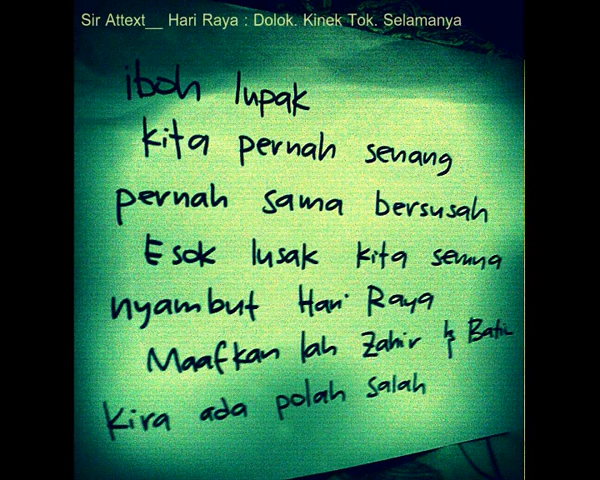 Sir Attext__ Hari Raya : Dolok. Kinek Tok. Selamanya
iboh lupak
kita pernah senang
pernah sama bersusah
Esok lusak kita semua
nyambut Hari Raya
Maafkan lah Zahir & Batin
Kira ada polah salah